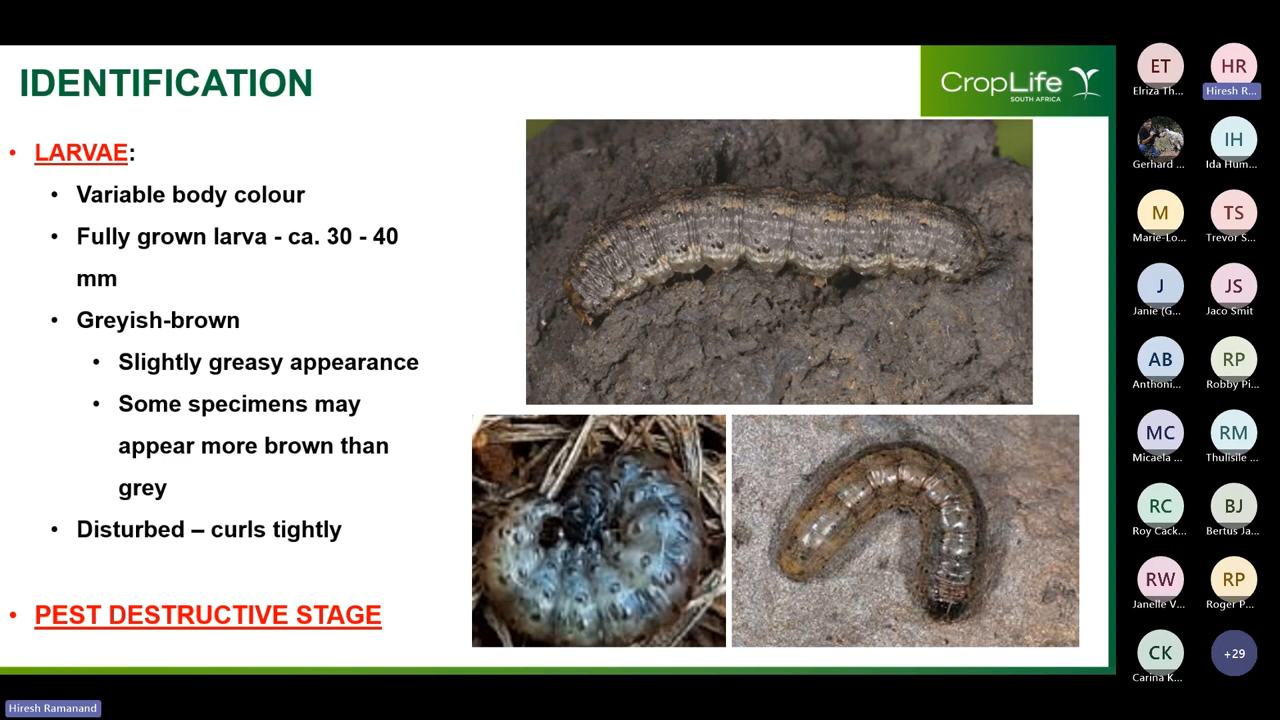 IDENTIFICATION
CropLife
SOUTH AFRICA
• LARVAE:
• Variable body colour
• Fully grown larva - ca. 30 - 40
mm
• Greyish-brown
• Slightly greasy appearance
• Some specimens may
appear more brown than
grey
• Disturbed – curls tightly
• PEST DESTRUCTIVE STAGE
ET
Elriza Th...
HR
Hiresh R...
Gerhard ...
IH
Ida Hum...
M
Marie-Lo...
TS
Trevor S...
J
Janie (G...
JS
Jaco Smit
AB
Anthoni...
RP
Robby Pi...
MC
Micaela ...
RM
Thulisile ...
RC
Roy Cack...
BJ
Bertus Ja...
RW
Janelle V...
RP
Roger P...
CK
Carina K...
+29
Hiresh Ramanand